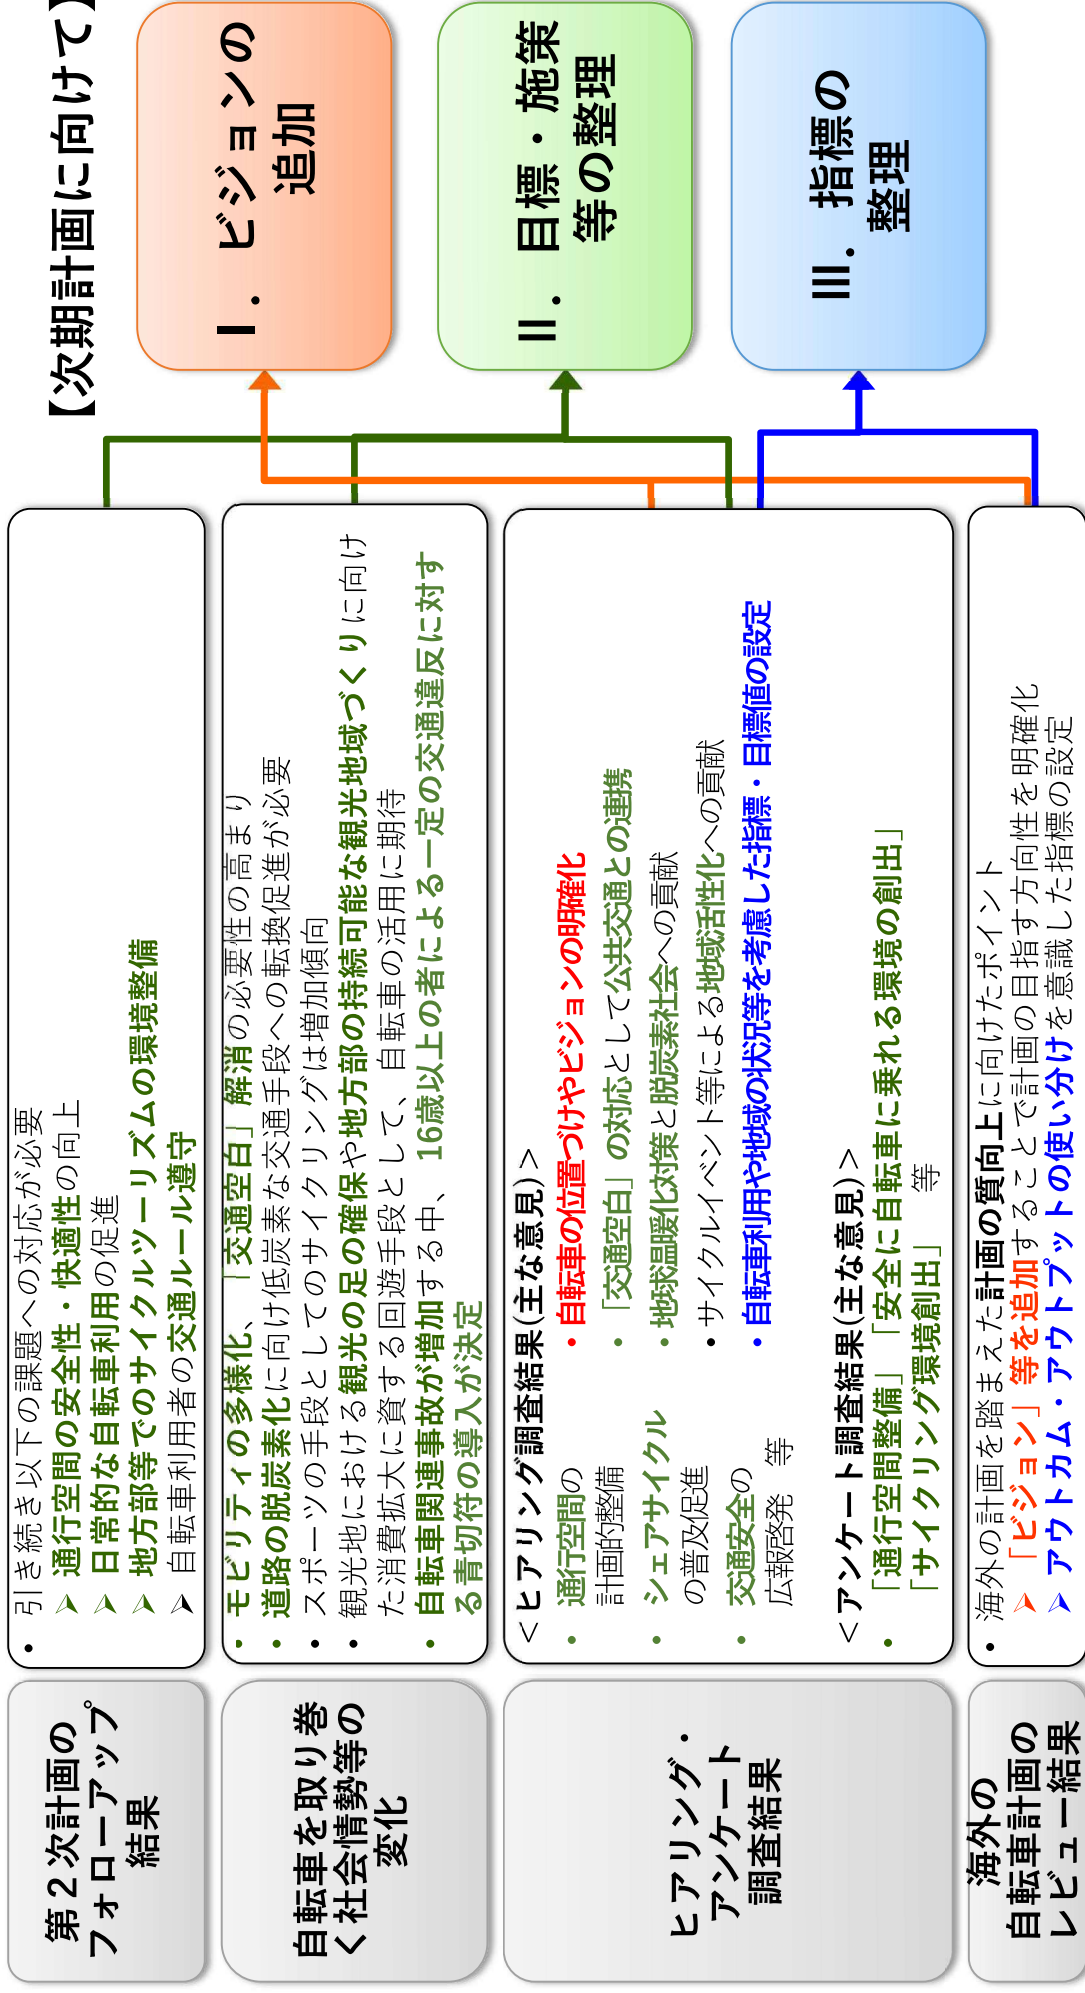 【次期計画に向けて】
第２次計画の
フォローアップ
結果
• 引き続き以下の課題への対応が必要
➢ 通行空間の安全性・快適性の向上
➢ 日常的な自転車利用の促進
➢ 地方部等でのサイクルツーリズムの環境整備
➢ 自転車利用者の交通ルール遵守
自転車を取り巻
く社会情勢等の
変化
• モビリティの多様化、「交通空白」解消の必要性の高まり
• 道路の脱炭素化に向け低炭素な交通手段への転換促進が必要
• スポーツの手段としてのサイクリングは増加傾向
• 観光地における観光の足の確保や地方部の持続可能な観光地域づくりに向け
た消費拡大に資する回遊手段として、自転車の活用に期待
• 自転車関連事故が増加する中、16歳以上の者による一定の交通違反に対す
る青切符の導入が決定
ヒアリング・
アンケート
調査結果
＜ヒアリング調査結果(主な意見)＞
• 通行空間の
計画的整備
• シェアサイクル
の普及促進
• 交通安全の
広報啓発　等
• 自転車の位置づけやビジョンの明確化
• 「交通空白」の対応として公共交通との連携
• 地球温暖化対策と脱炭素社会への貢献
• サイクルイベント等による地域活性化への貢献
• 自転車利用や地域の状況等を考慮した指標・目標値の設定
＜アンケート調査結果(主な意見)＞
• 「通行空間整備」「安全に自転車に乗れる環境の創出」
「サイクリング環境創出」　等
海外の
自転車計画の
レビュー結果
• 海外の計画を踏まえた計画の質向上に向けたポイント
➢ 「ビジョン」等を追加することで計画の目指す方向性を明確化
➢ アウトカム・アウトプットの使い分けを意識した指標の設定
Ⅰ．ビジョンの
追加
Ⅱ．目標・施策
等の整理
Ⅲ．指標の
整理